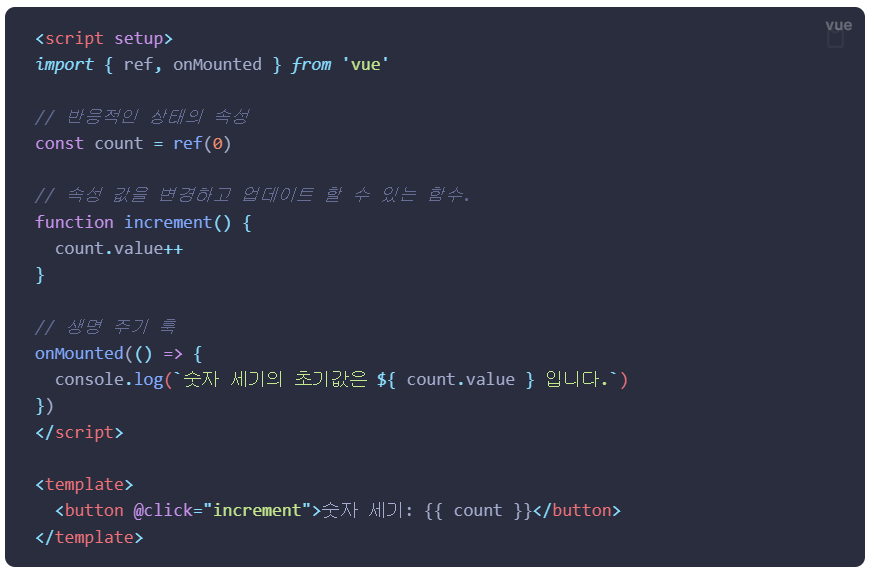 vue
<script setup>
import { ref, onMounted } from 'vue'
// 반응적인 상태의 속성
const count = ref(0)
// 속성 값을 변경하고 업데이트 할 수 있는 함수.
function increment() {
  count.value++
}
// 생명 주기 훅
onMounted(() => {
  console.log(`숫자 세기의 초기값은 ${ count.value } 입니다.`)
})
</script>
<template>
  <button @click="increment">숫자 세기: {{ count }}</button>
</template>